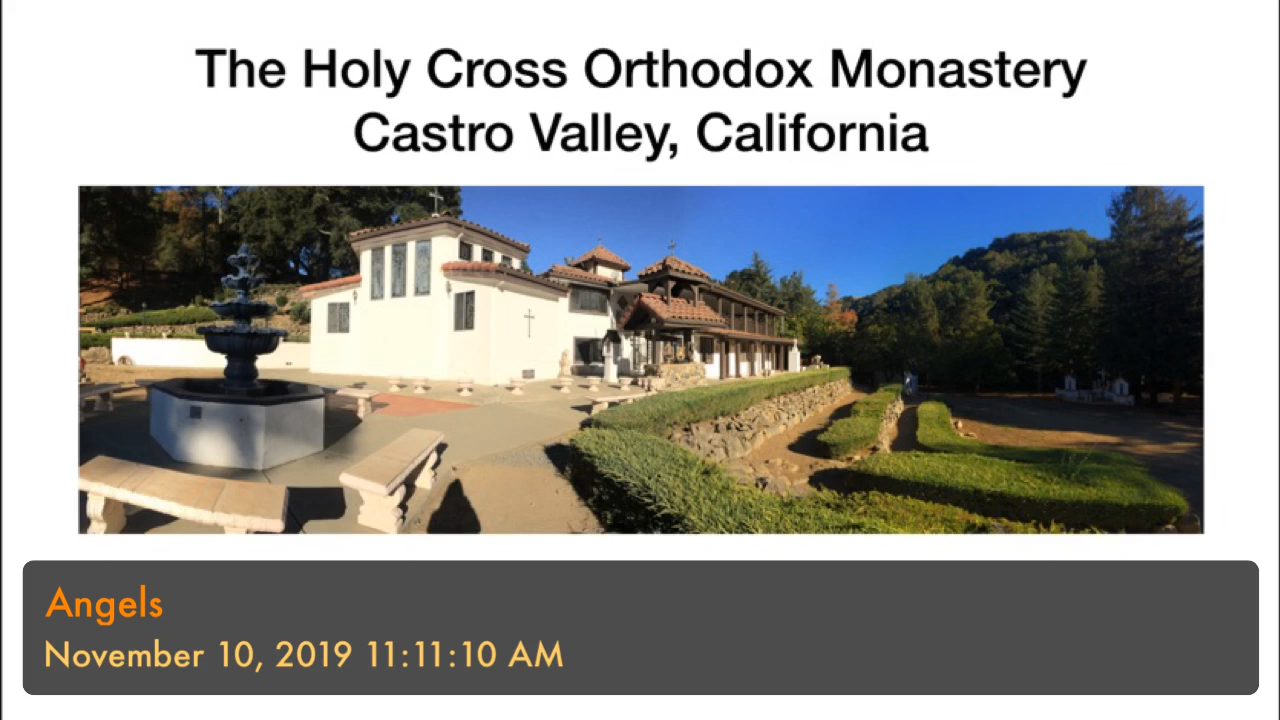 The Holy Cross Orthodox Monastery
Castro Valley, California
Angels
November 10, 2019 11:11:10 AM